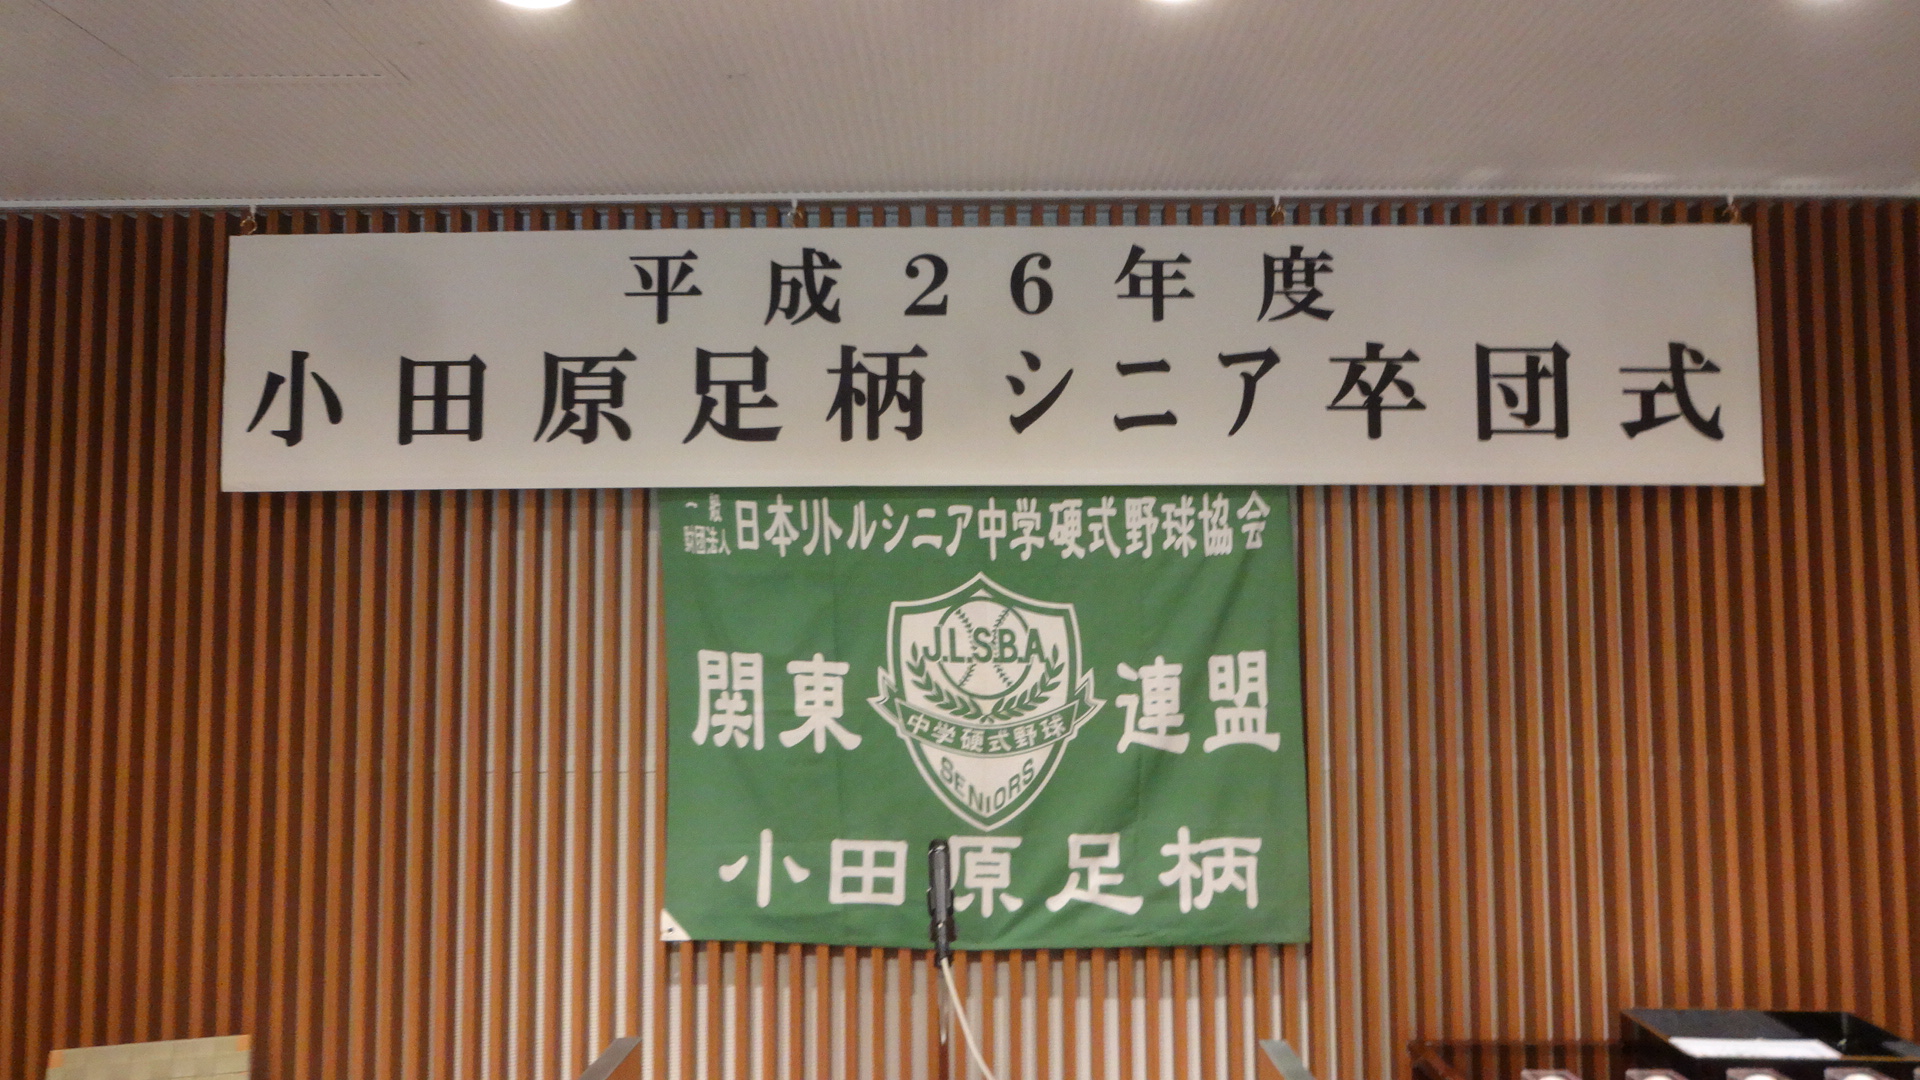 平成26年度
小田原足柄 シニア卒団式
一般
財団法人 日本リトルシニア中学硬式野球協会
J.L.S.B.A.
関東 連盟
中学硬式野球
SENIORS
小田原足柄